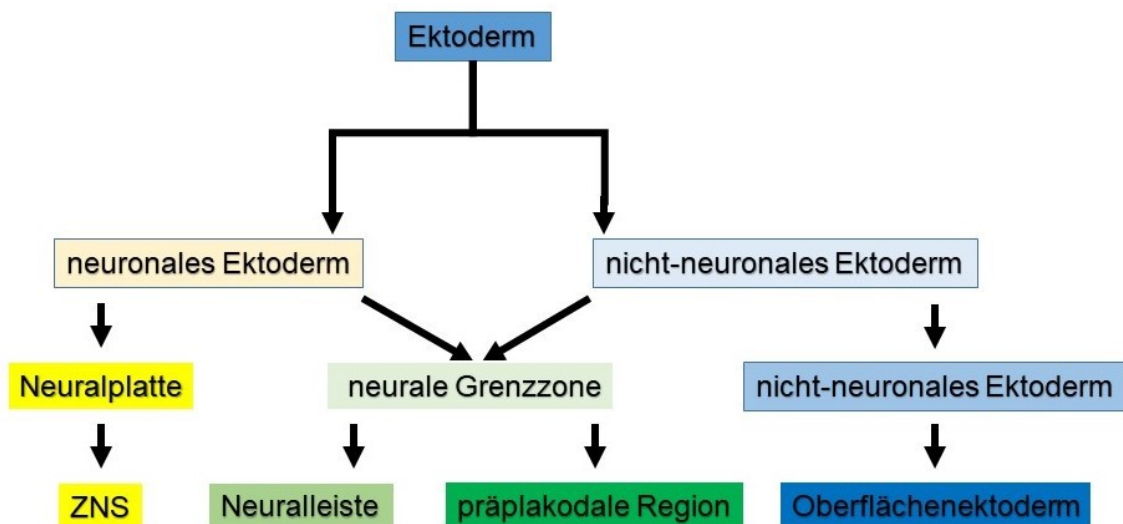 Ektoderm
neuronales Ektoderm
nicht-neuronales Ektoderm
Neuralplatte
neurale Grenzzone
nicht-neuronales Ektoderm
ZNS
Neuralleiste
präplakodale Region
Oberflächenektoderm